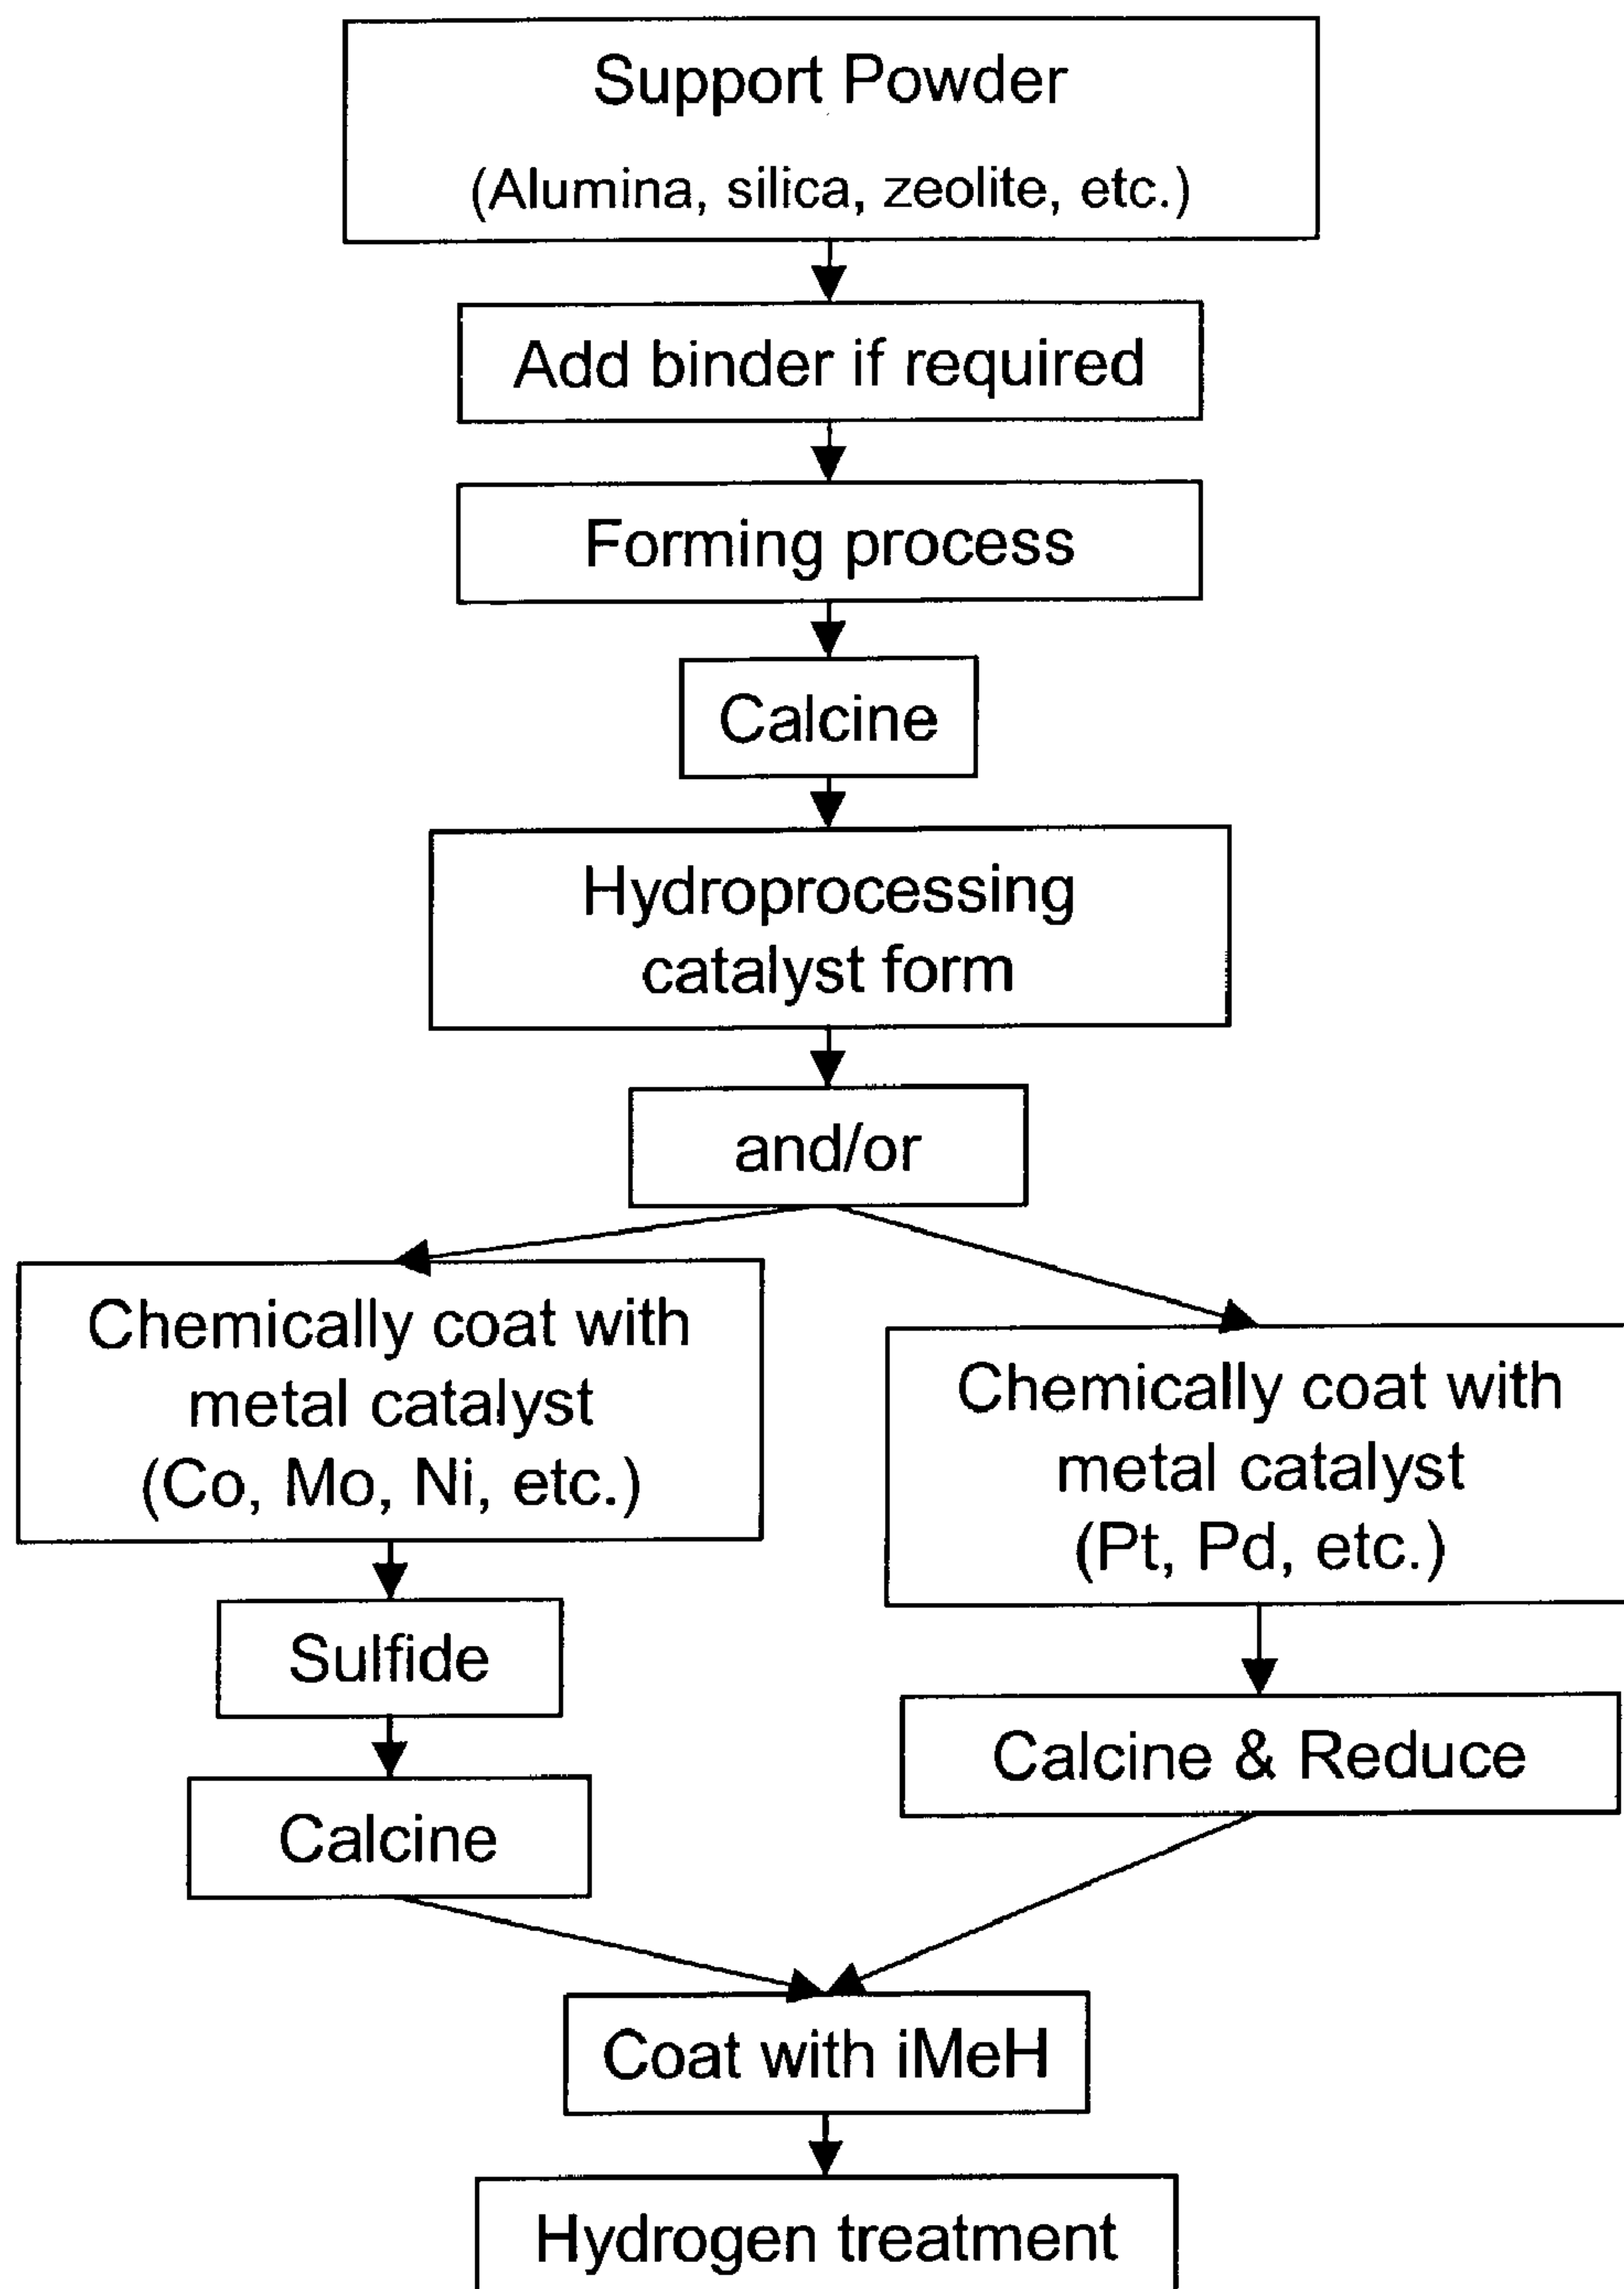 Support Powder
(Alumina, silica, zeolite, etc.)
Add binder if required
Forming process
Calcine
Hydroprocessing
catalyst form
and/or
Chemically coat with
metal catalyst
(Co, Mo, Ni, etc.)
Chemically coat with
metal catalyst
(Pt, Pd, etc.)
Sulfide
Calcine & Reduce
Calcine
Coat with iMeH
Hydrogen treatment